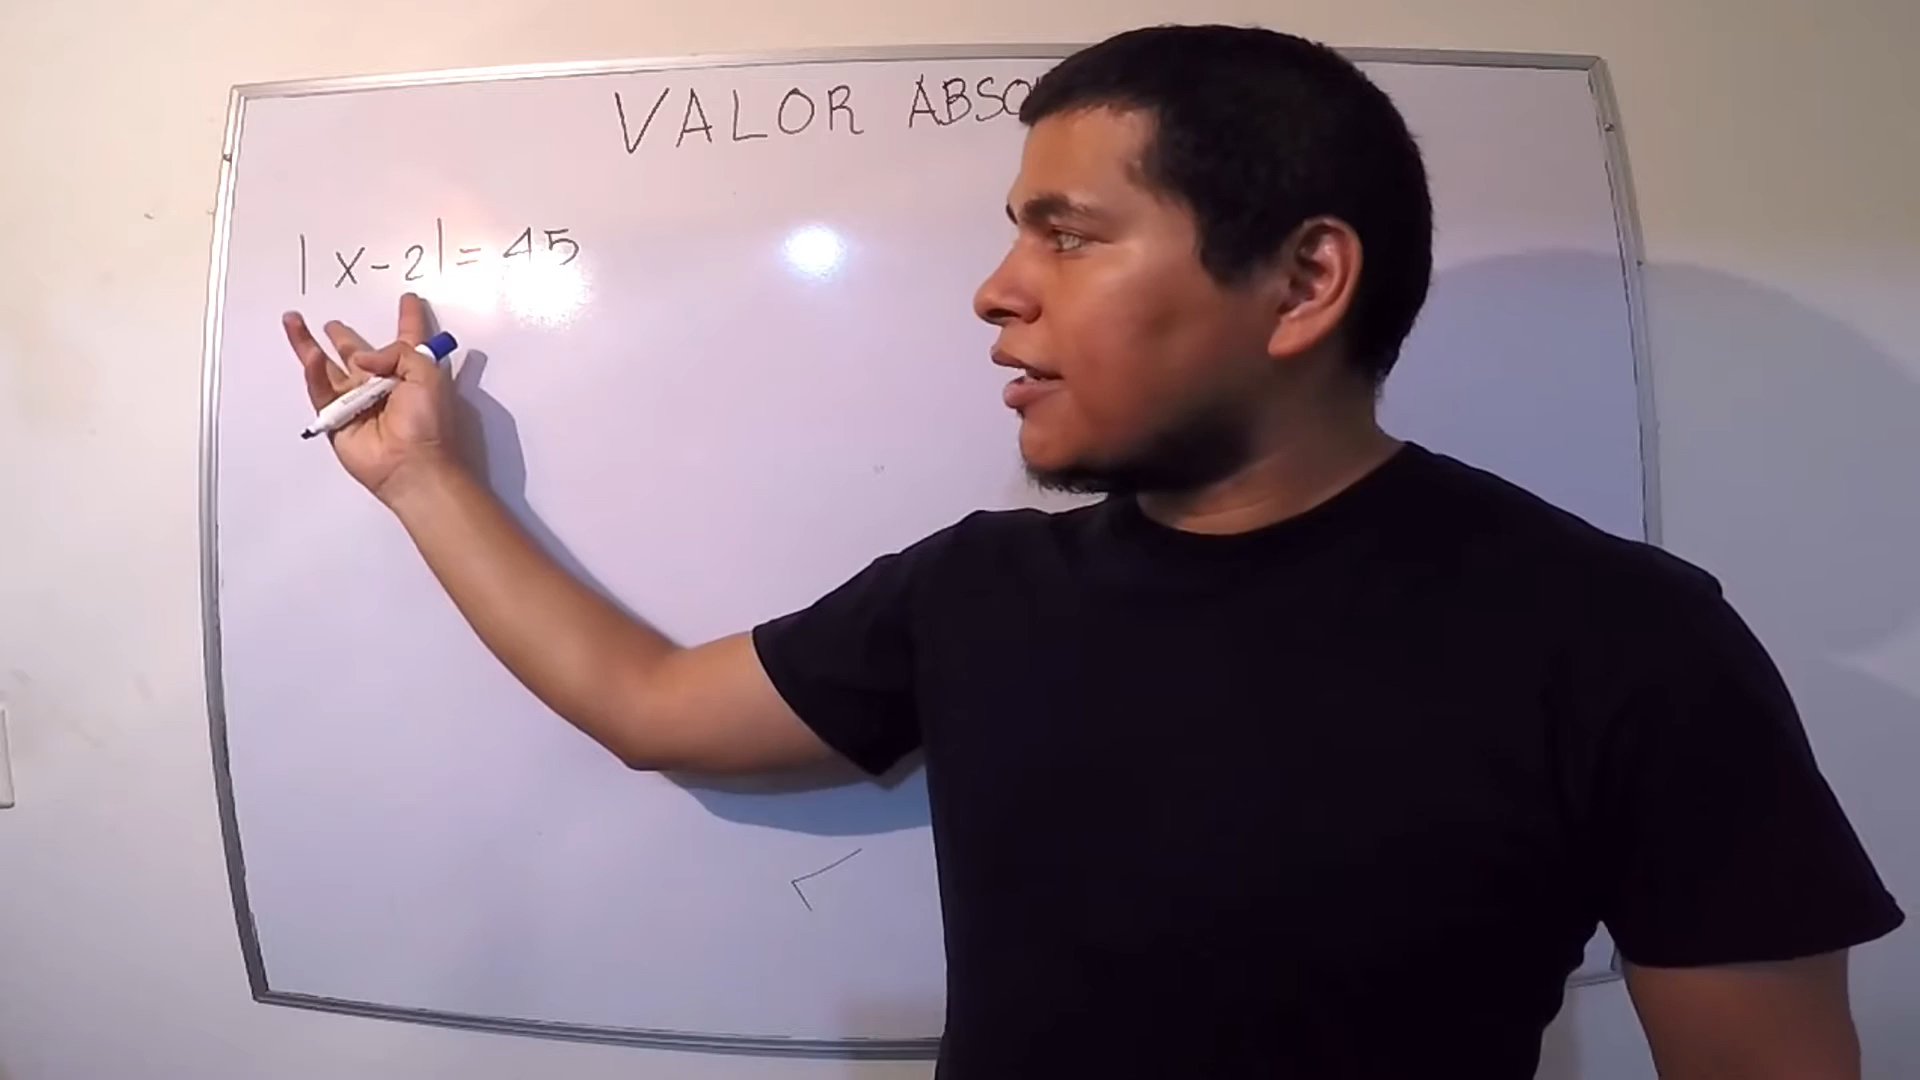 VALOR ABSO
| x - 2 | = 45